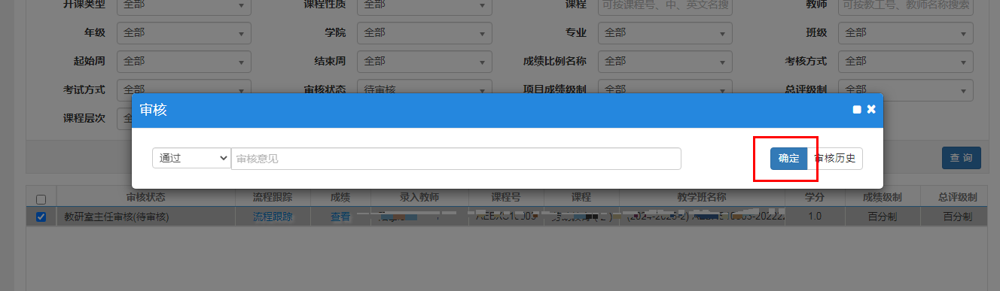 开课类型 全部 课程性质 全部 课程 可按课程号、中、英文名搜 教师 可按教工号、教师名称搜索
年级 全部 学院 全部 专业 全部 班级 全部
起始周 全部 结束周 全部 成绩比例名称 全部 考核方式 全部
考试方式 全部 审核状态 待审核 项目成绩级制 全部 总评级制 全部
课程层次
审核
通过 审核意见 确定 审核历史
查 询
审核状态 流程跟踪 成绩 录入教师 课程号 课程 教学班名称 学分 成绩级制 总评级制
教研室主任审核(待审核) 流程跟踪 查看 1.0 百分制 百分制